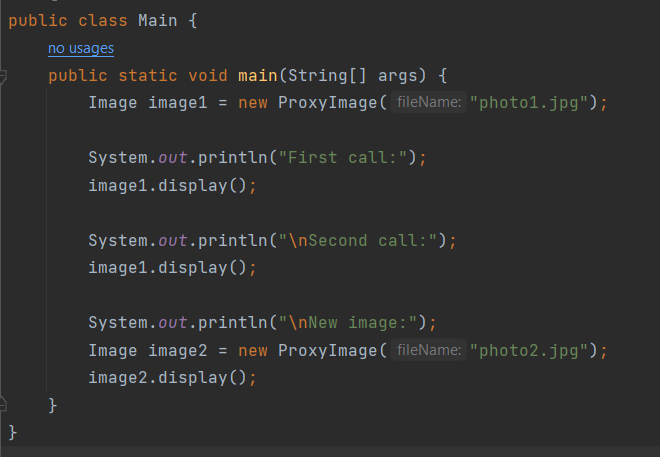 public class Main {
no usages
public static void main(String[] args) {
Image image1 = new ProxyImage( fileName: "photo1.jpg");
System.out.println("First call:");
image1.display();
System.out.println("\nSecond call:");
image1.display();
System.out.println("\nNew image:");
Image image2 = new ProxyImage( fileName: "photo2.jpg");
image2.display();
}
}